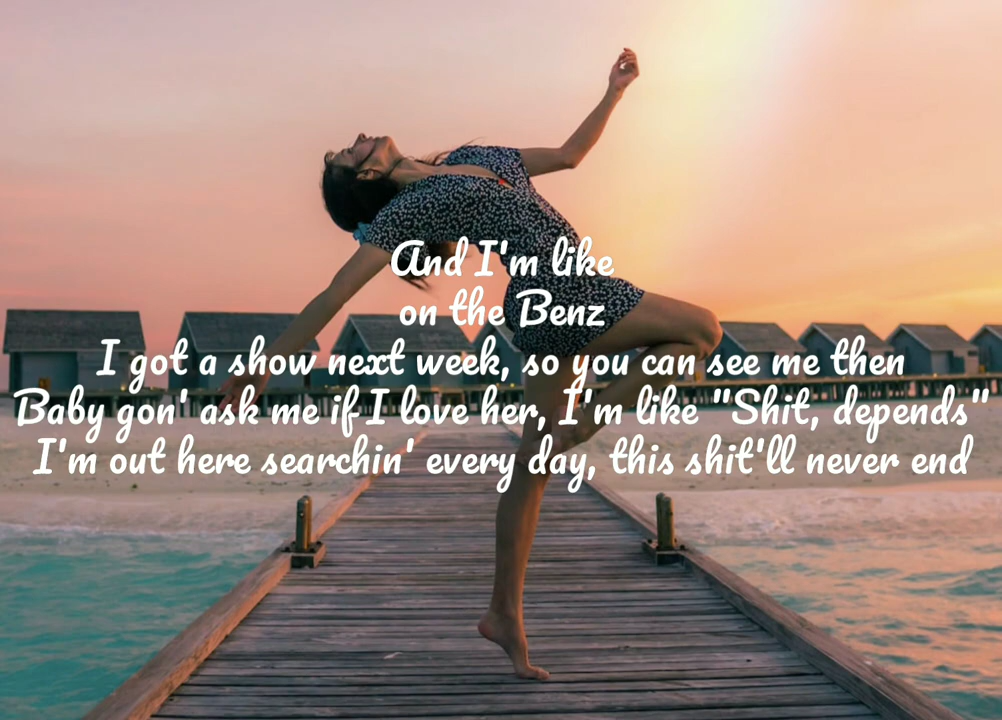 And I'm like
on the Benz
I got a show next week, so you can see me then
Baby gon' ask me if I love her, I'm like "Shit, depends"
I'm out here searchin' every day, this shit'll never end